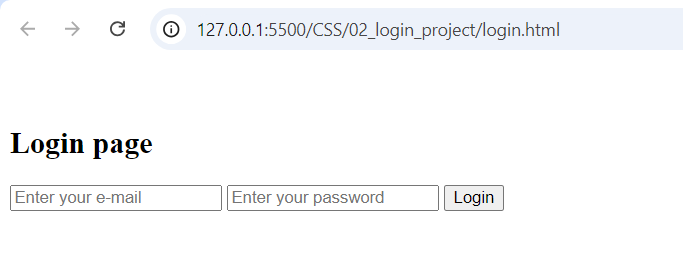 127.0.0.1:5500/CSS/02_login_project/login.html
Login page
Enter your e-mail Enter your password Login